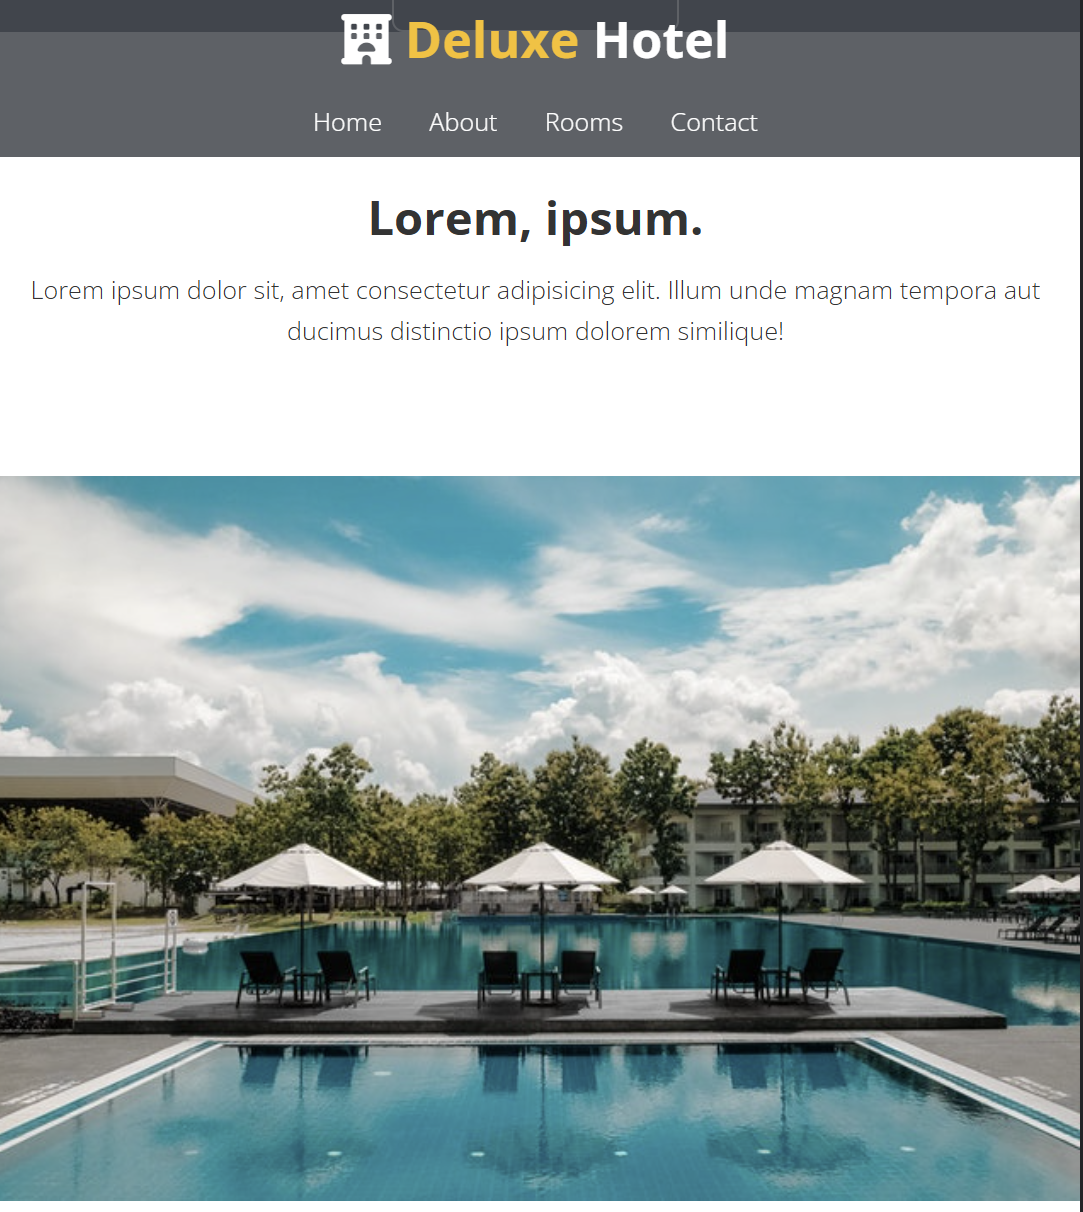 Deluxe Hotel
Home About Rooms Contact
Lorem, ipsum.
Lorem ipsum dolor sit, amet consectetur adipisicing elit. Illum unde magnam tempora aut
ducimus distinctio ipsum dolorem similique!